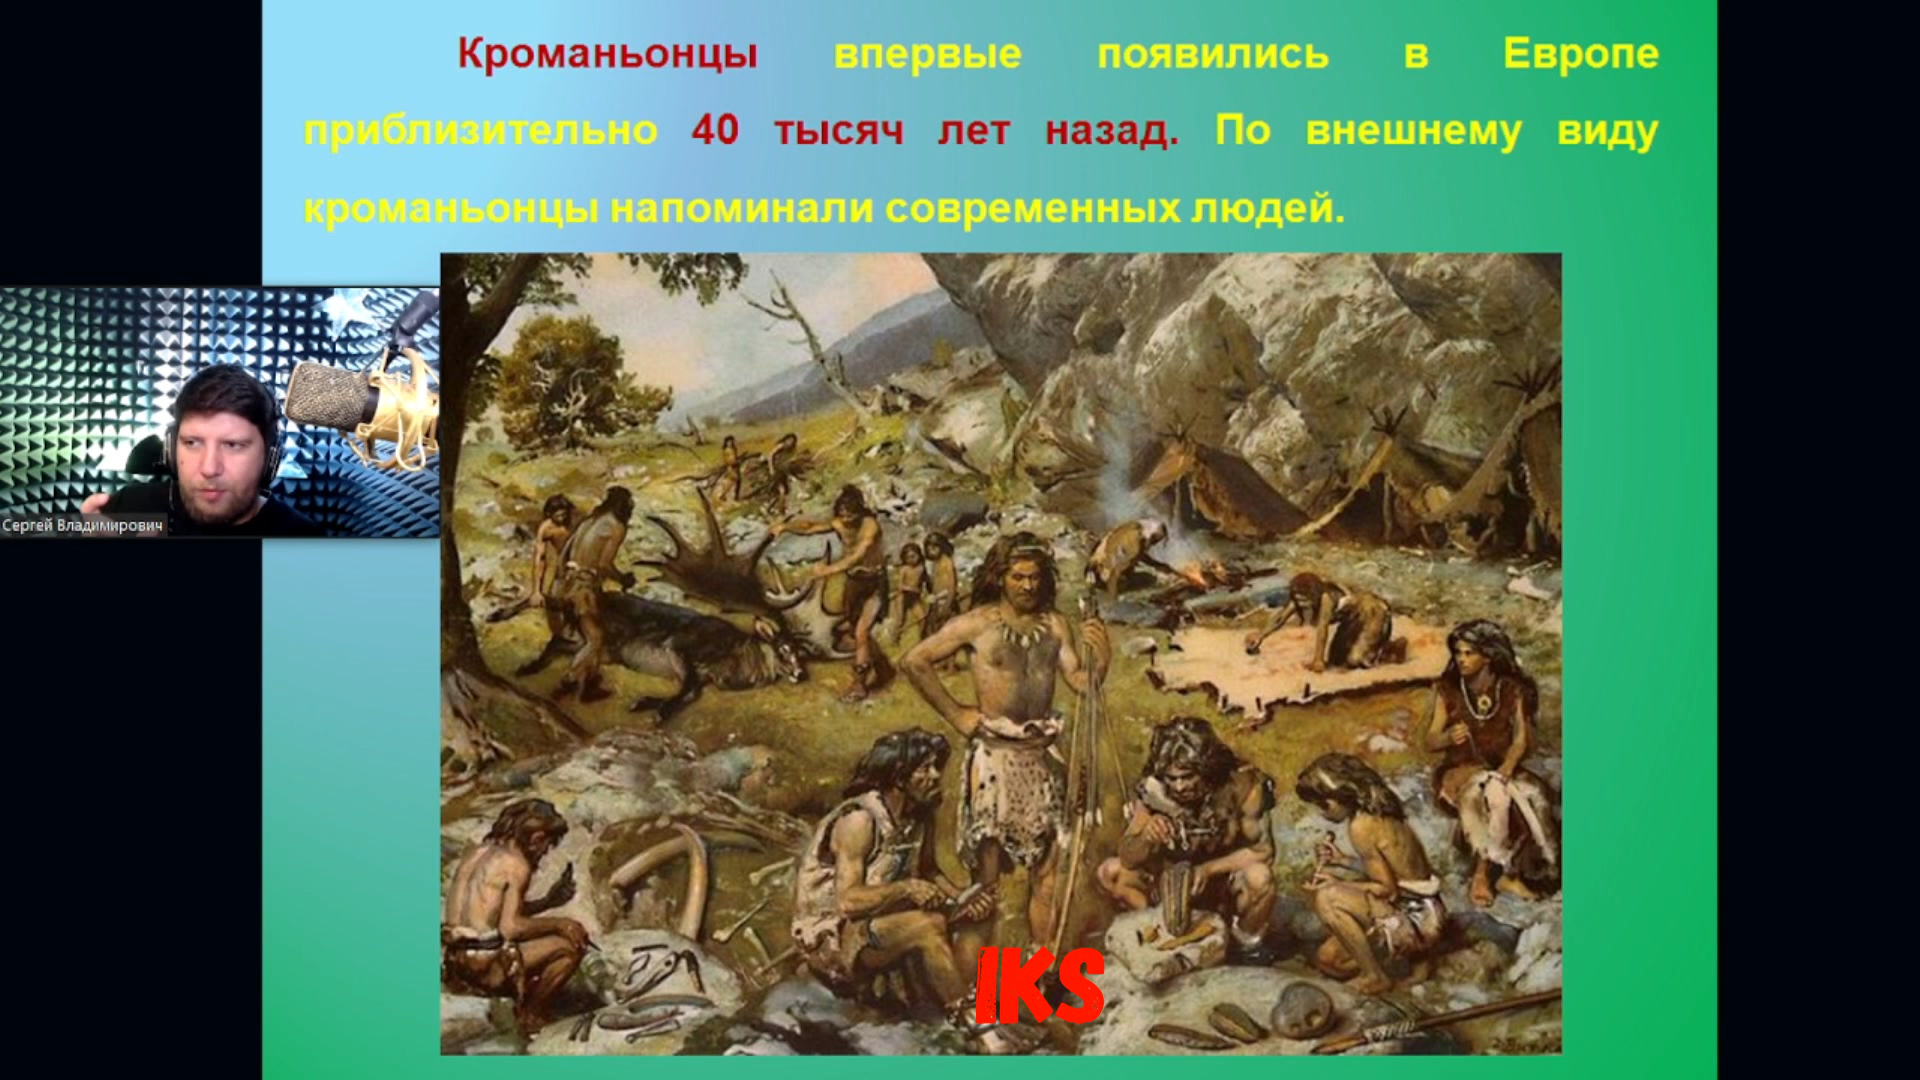 Кроманьонцы впервые появились в Европе
приблизительно 40 тысяч лет назад. По внешнему виду
кроманьонцы напоминали современных людей.
Сергей Владимирович
IKS